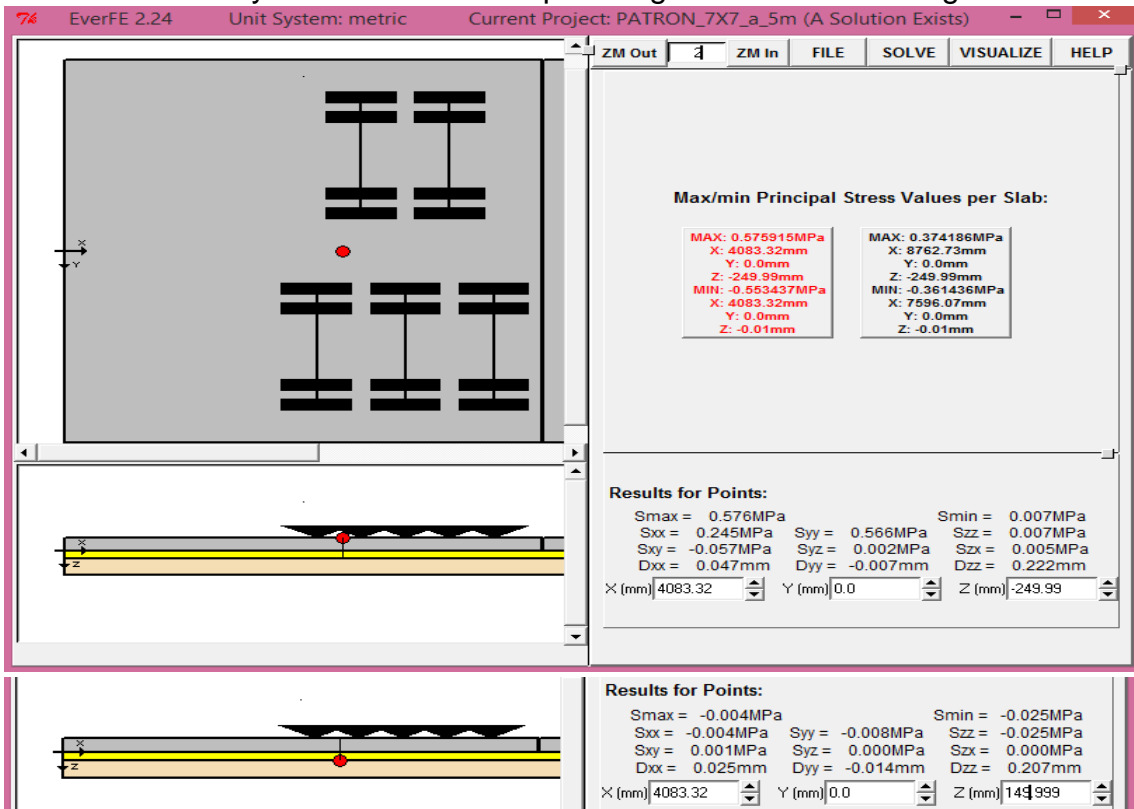 EverFE 2.24 Unit System: metric Current Project: PATRON_7X7_a_5m (A Solution Exists)
ZM Out 2 ZM In FILE SOLVE VISUALIZE HELP
X
Y
Max/min Principal Stress Values per Slab:
MAX: 0.575915MPa
X: 4083.32mm
Y: 0.0mm
Z: -249.99mm
MIN: -0.553437MPa
X: 4083.32mm
Y: 0.0mm
Z: -0.01mm
MAX: 0.374186MPa
X: 8762.73mm
Y: 0.0mm
Z: -249.99mm
MIN: -0.361436MPa
X: 7596.07mm
Y: 0.0mm
Z: -0.01mm
X
Z
Results for Points:
Smax = 0.576MPa Smin = 0.007MPa
Sxx = 0.245MPa Syy = 0.566MPa Szz = 0.007MPa
Sxy = -0.057MPa Syz = 0.002MPa Szx = 0.005MPa
Dxx = 0.047mm Dyy = -0.007mm Dzz = 0.222mm
X (mm) 4083.32 Y (mm) 0.0 Z (mm) -249.99
X
Z
Results for Points:
Smax = -0.004MPa Smin = -0.025MPa
Sxx = -0.004MPa Syy = -0.008MPa Szz = -0.025MPa
Sxy = 0.001MPa Syz = 0.000MPa Szx = 0.000MPa
Dxx = 0.025mm Dyy = -0.014mm Dzz = 0.207mm
X (mm) 4083.32 Y (mm) 0.0 Z (mm) 149.999